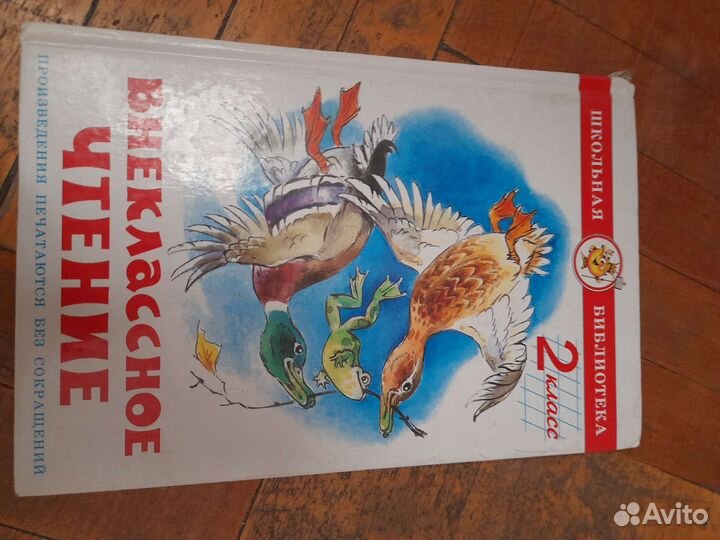 ШКОЛЬНАЯ БИБЛИОТЕКА
2 класс
ВНЕКЛАССНОЕ
ЧТЕНИЕ
ПРОИЗВЕДЕНИЯ ПЕЧАТАЮТСЯ БЕЗ СОКРАЩЕНИЙ
Avito